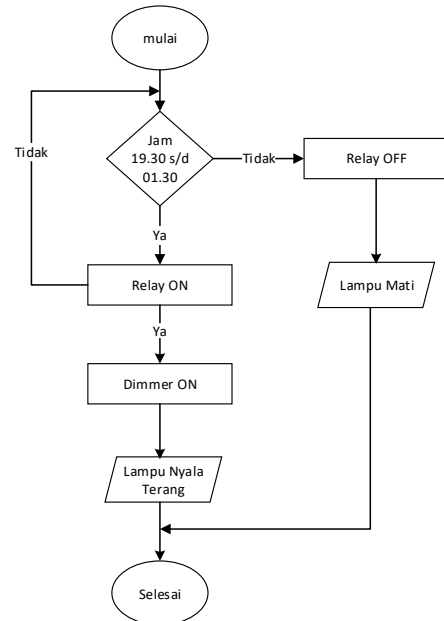 mulai
Jam
19.30 s/d
01.30
Tidak
Tidak
Relay OFF
Ya
Relay ON
Lampu Mati
Ya
Dimmer ON
Lampu Nyala
Terang
Selesai